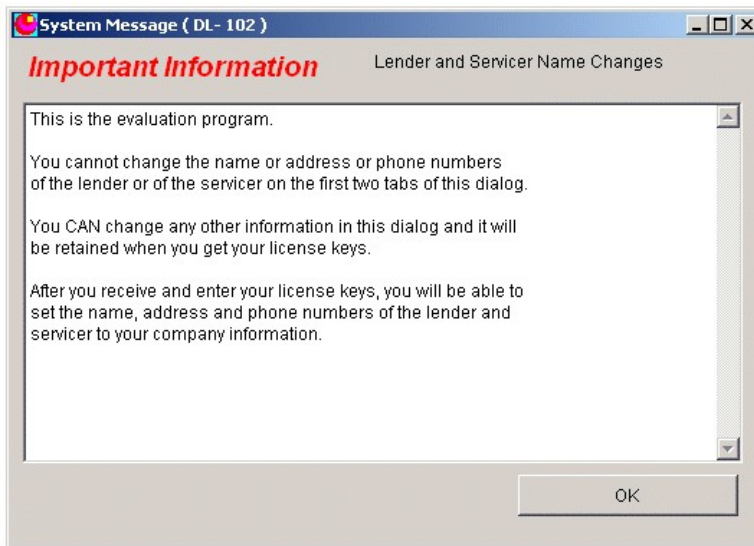 System Message ( DL- 102 )
Important Information
Lender and Servicer Name Changes
This is the evaluation program.
You cannot change the name or address or phone numbers
of the lender or of the servicer on the first two tabs of this dialog.
You CAN change any other information in this dialog and it will
be retained when you get your license keys.
After you receive and enter your license keys, you will be able to
set the name, address and phone numbers of the lender and
servicer to your company information.
OK